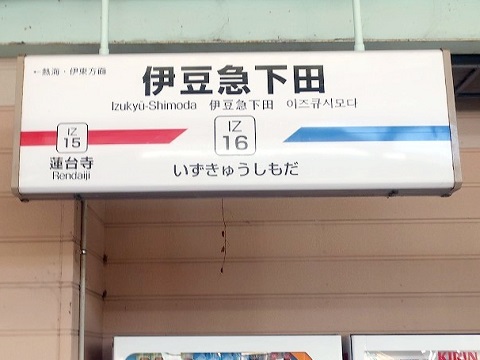 ←熱海・伊東方面
伊豆急下田
Izukyū-Shimoda 伊豆急下田 이즈큐시모다
IZ
15
蓮台寺
Rendaiji
IZ
16
いずきゅうしもだ
KIRIN